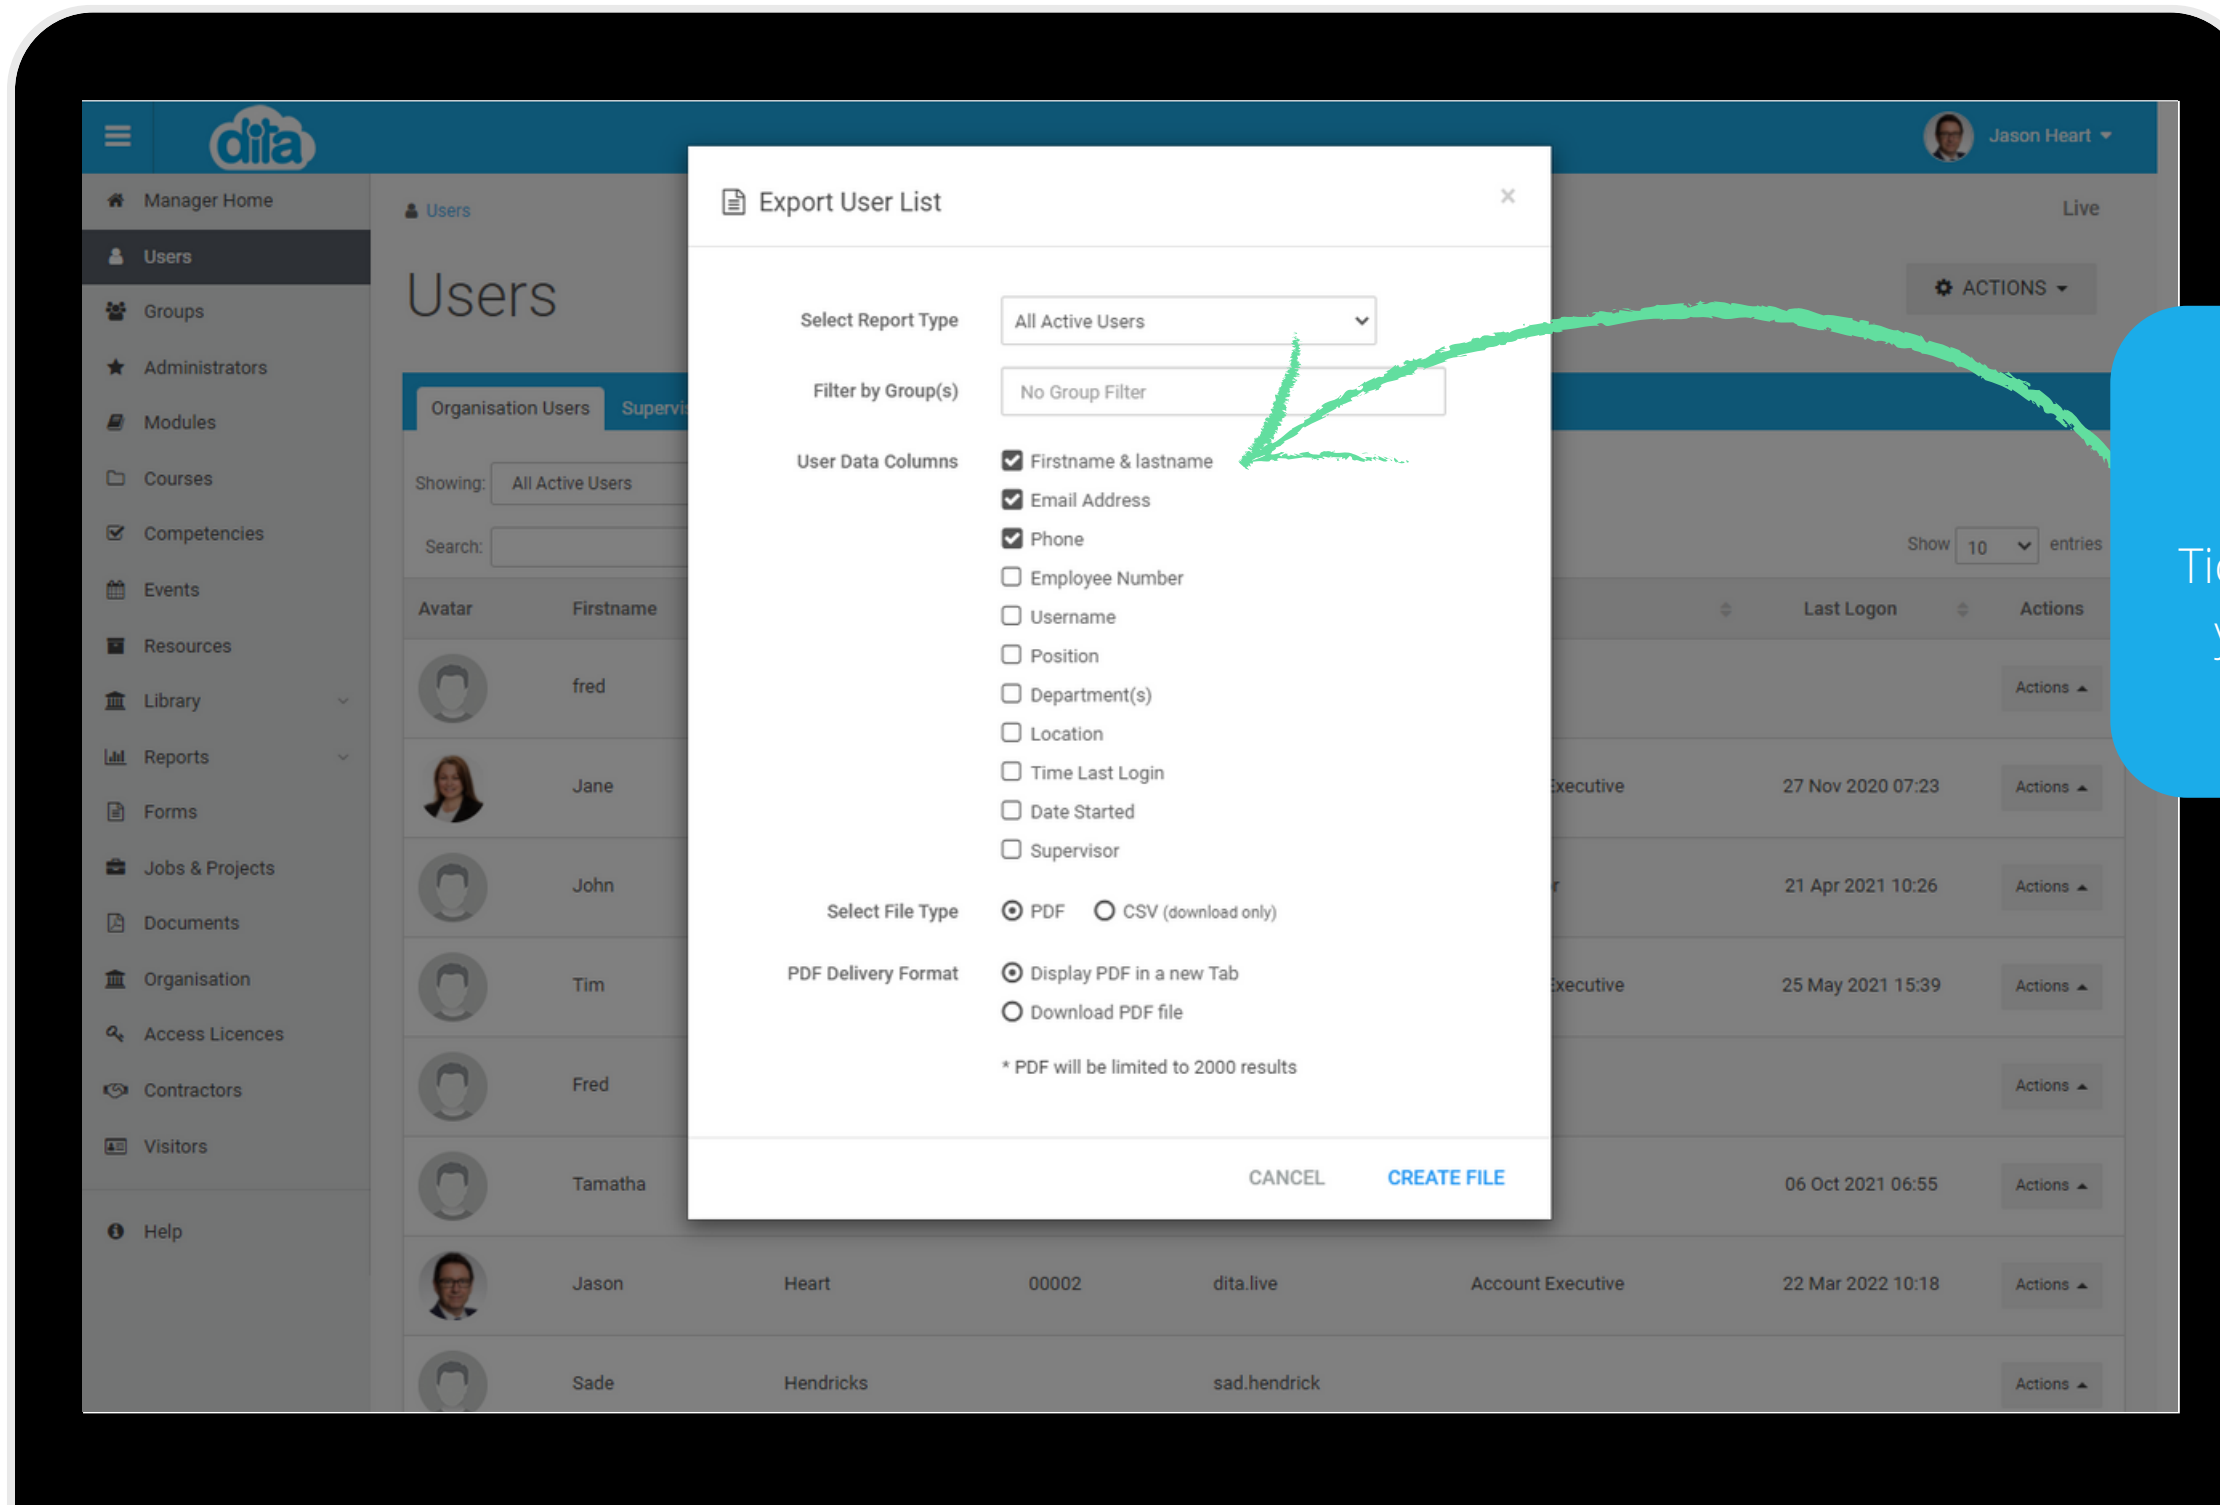 dita
Jason Heart
Manager Home
Users
Groups
Administrators
Modules
Courses
Competencies
Events
Resources
Library
Reports
Forms
Jobs & Projects
Documents
Organisation
Access Licences
Contractors
Visitors
Help
Users
Live
Users
ACTIONS
Organisation Users
Showing: All Active Users
Search:
Show 10 entries
Avatar Firstname Last Logon Actions
fred Actions
Jane 27 Nov 2020 07:23 Actions
John 21 Apr 2021 10:26 Actions
Tim 25 May 2021 15:39 Actions
Fred Actions
Tamatha 06 Oct 2021 06:55 Actions
Jason Heart 00002 dita.live Account Executive 22 Mar 2022 10:18 Actions
Sade Hendricks sad.hendrick Actions
Export User List
×
Select Report Type All Active Users
Filter by Group(s) No Group Filter
User Data Columns Firstname & lastname
Email Address
Phone
Employee Number
Username
Position
Department(s)
Location
Time Last Login
Date Started
Supervisor
Select File Type PDF CSV (download only)
PDF Delivery Format Display PDF in a new Tab
Download PDF file
* PDF will be limited to 2000 results
CANCEL CREATE FILE